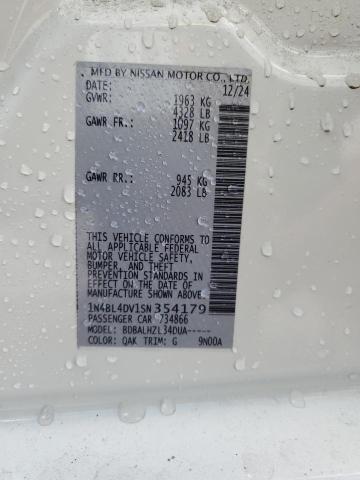 MFD BY NISSAN MOTOR CO., LTD.
DATE: 12/24
GVWR: 1963 KG
4328 LB
GAWR FR: 1097 KG
2418 LB
GAWR RR: 945 KG
2083 LB
THIS VEHICLE CONFORMS TO
ALL APPLICABLE FEDERAL
MOTOR VEHICLE SAFETY,
BUMPER, AND THEFT
PREVENTION STANDARDS IN
EFFECT ON THE DATE OF
MANUFACTURE SHOWN ABOVE.
1N4BL4DV1SN354179
PASSENGER CAR 734866
MODEL: BDBALHZL34DUA-----
COLOR: QAK TRIM: G 9N00A